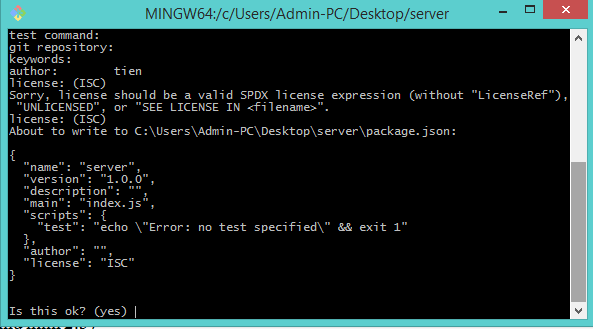 MINGW64:/c/Users/Admin-PC/Desktop/server
test command:
git repository:
keywords:
author:        tien
license: (ISC)
Sorry, license should be a valid SPDX license expression (without "LicenseRef"),
 "UNLICENSED", or "SEE LICENSE IN <filename>".
license: (ISC)
About to write to C:\Users\Admin-PC\Desktop\server\package.json:

{
  "name": "server",
  "version": "1.0.0",
  "description": "",
  "main": "index.js",
  "scripts": {
    "test": "echo \"Error: no test specified\" && exit 1"
  },
  "author": "",
  "license": "ISC"
}

Is this ok? (yes)